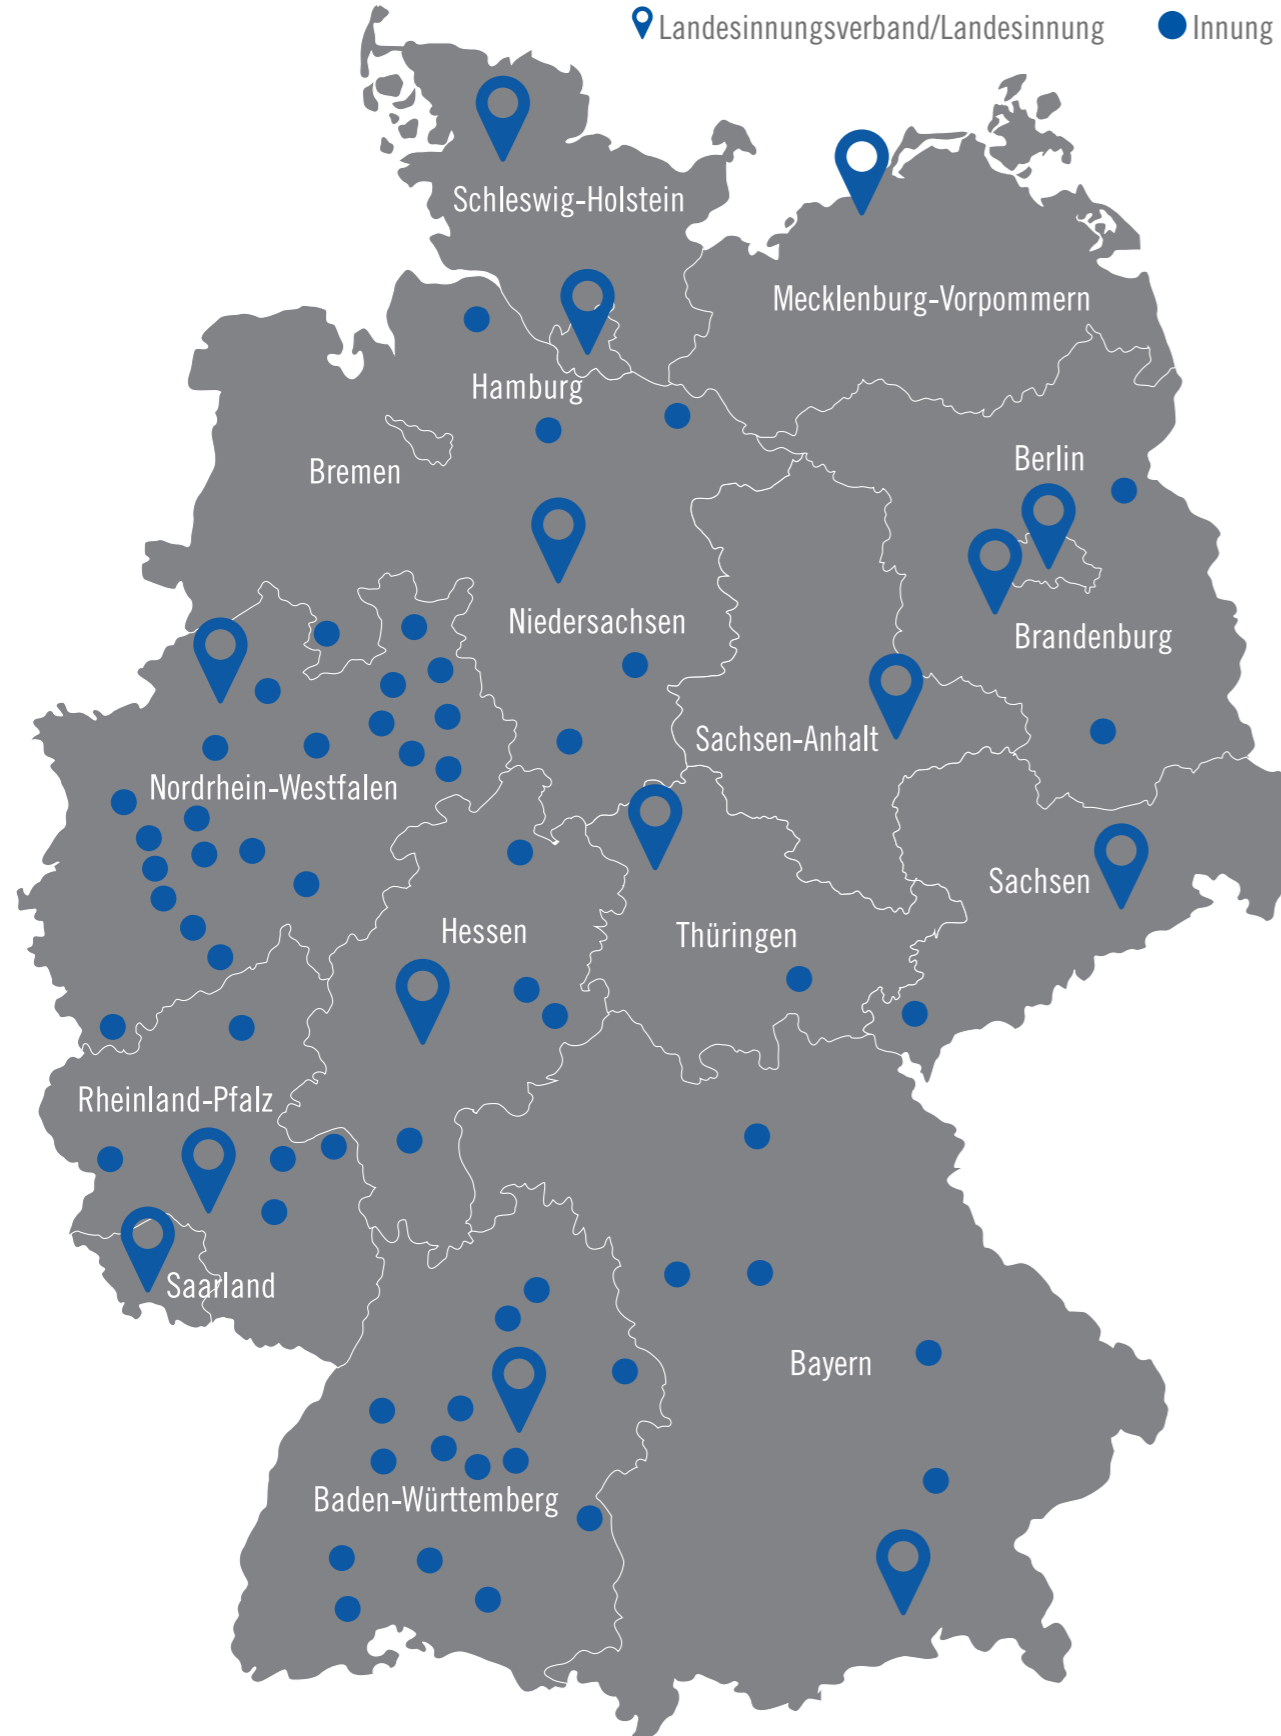 Landesinnungsverband/Landesinnung
Innung
Schleswig-Holstein
Mecklenburg-Vorpommern
Hamburg
Bremen
Berlin
Niedersachsen
Brandenburg
Sachsen-Anhalt
Nordrhein-Westfalen
Sachsen
Hessen
Thüringen
Rheinland-Pfalz
Saarland
Bayern
Baden-Württemberg